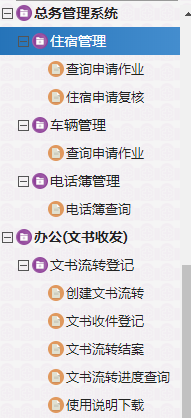 总务管理系统
住宿管理
查询申请作业
住宿申请复核
车辆管理
查询申请作业
电话簿管理
电话簿查询
办公(文书收发)
文书流转登记
创建文书流转
文书收件登记
文书流转结案
文书流转进度查询
使用说明下载